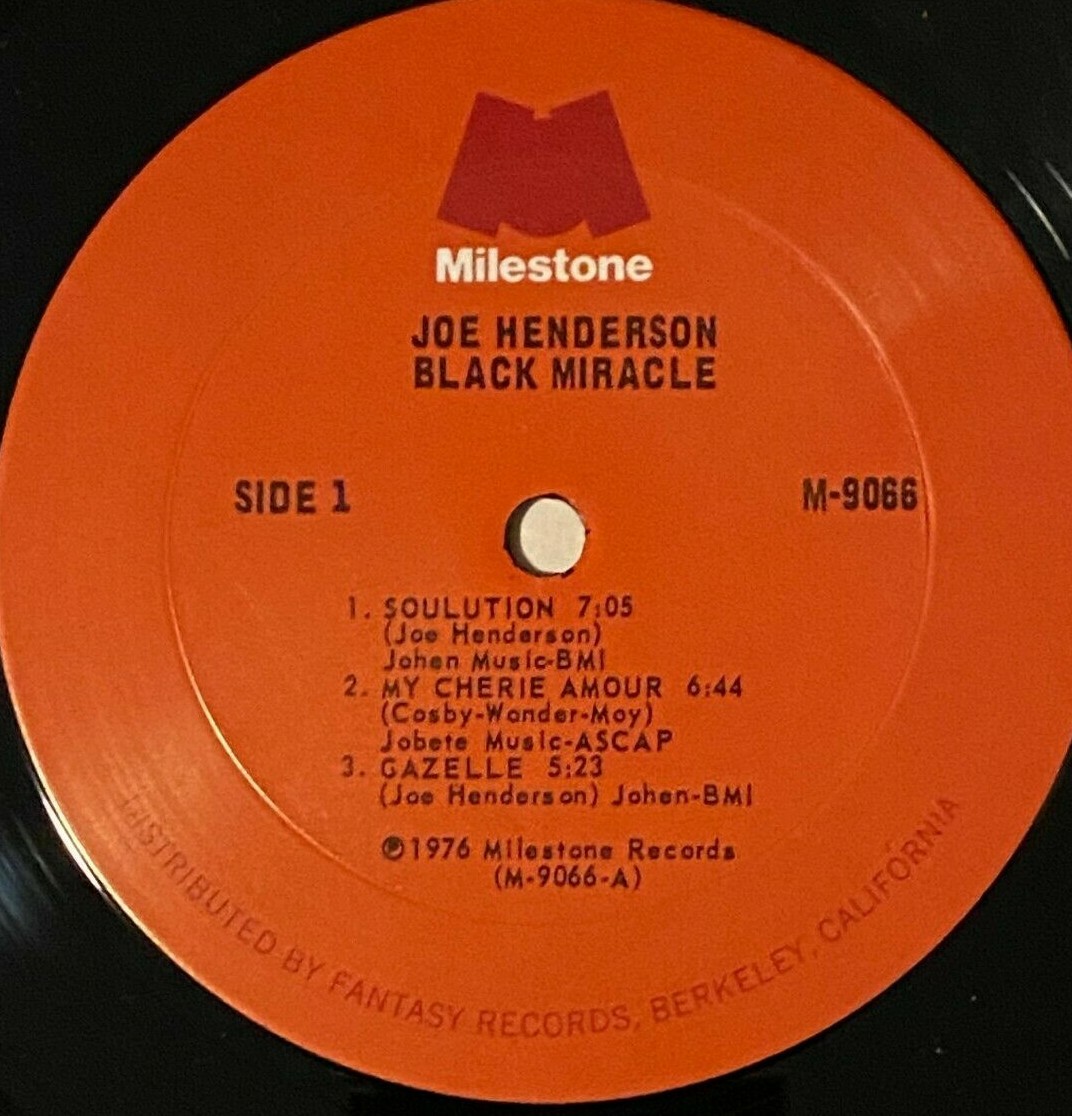 Milestone
JOE HENDERSON
BLACK MIRACLE
SIDE 1
M-9066
1. SOULUTION 7:05
(Joe Henderson)
Johen Music-BMI
2. MY CHERIE AMOUR 6:44
(Cosby-Wonder-Moy)
Jobete Music-ASCAP
3. GAZELLE 5:23
(Joe Henderson) Johen-BMI
℗1976 Milestone Records
(M-9066-A)
DISTRIBUTED BY FANTASY RECORDS, BERKELEY, CALIFORNIA